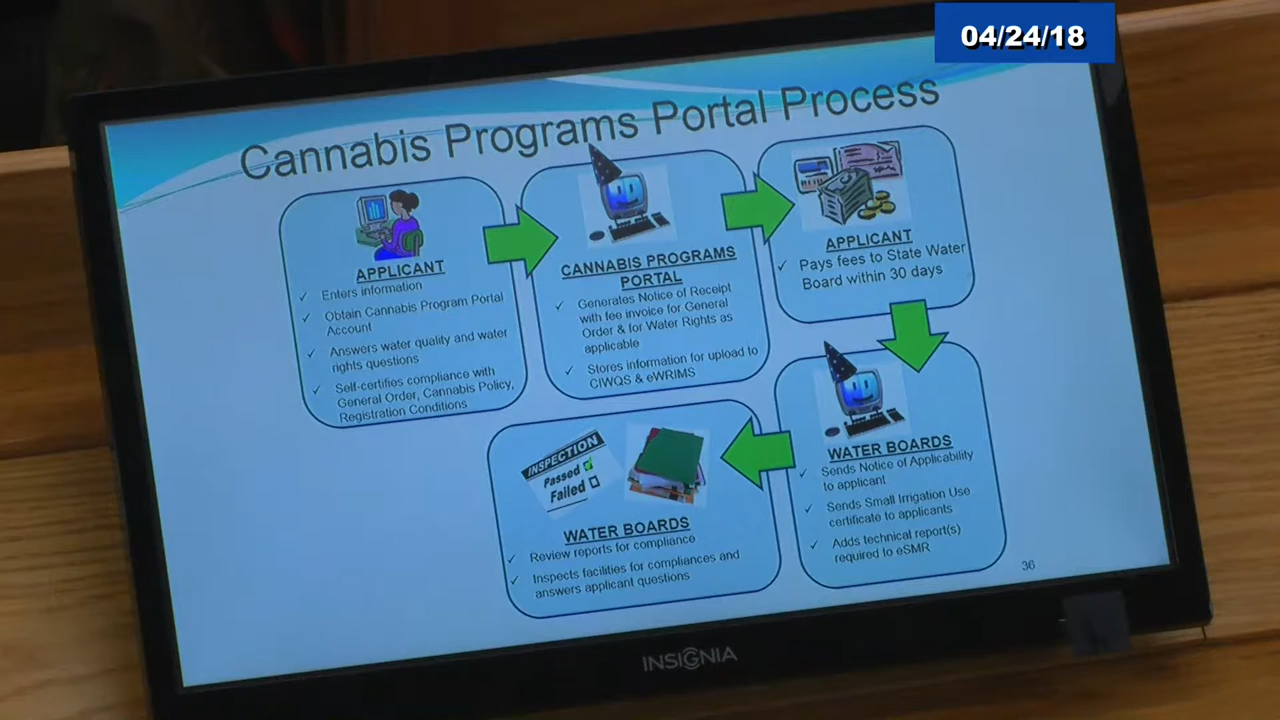 04/24/18
Cannabis Programs Portal Process
APPLICANT
✓ Enters information
✓ Obtain Cannabis Program Portal
Account
✓ Answers water quality and water
rights questions
✓ Self-certifies compliance with
General Order, Cannabis Policy,
Registration Conditions
CANNABIS PROGRAMS
PORTAL
✓ Generates Notice of Receipt
with fee invoice for General
Order & for Water Rights as
applicable
✓ Stores information for upload to
CIWQS & eWRIMS
APPLICANT
✓ Pays fees to State Water
Board within 30 days
WATER BOARDS
✓ Sends Notice of Applicability
to applicant
✓ Sends Small Irrigation Use
certificate to applicants
✓ Adds technical report(s)
required to eSMR
INSPECTION
Passed
Failed
WATER BOARDS
✓ Review reports for compliance
✓ Inspects facilities for compliances and
answers applicant questions
36
INSIGNIA